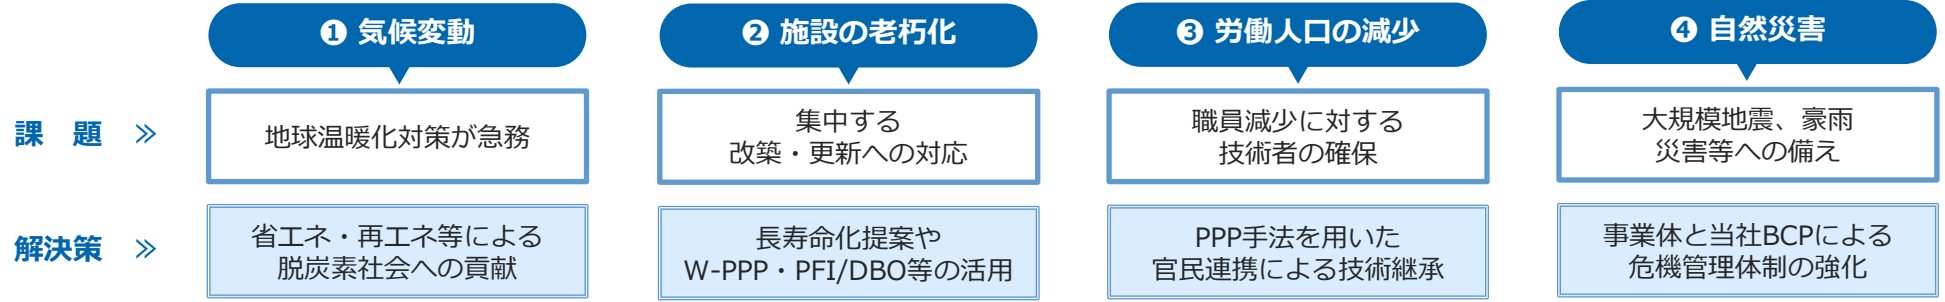 ❶ 気候変動
❷ 施設の老朽化
❸ 労働人口の減少
❹ 自然災害
課 題 ≫
地球温暖化対策が急務
集中する
改築・更新への対応
職員減少に対する
技術者の確保
大規模地震、豪雨
災害等への備え
解決策 ≫
省エネ・再エネ等による
脱炭素社会への貢献
長寿命化提案や
W-PPP・PFI/DBO等の活用
PPP手法を用いた
官民連携による技術継承
事業体と当社BCPによる
危機管理体制の強化